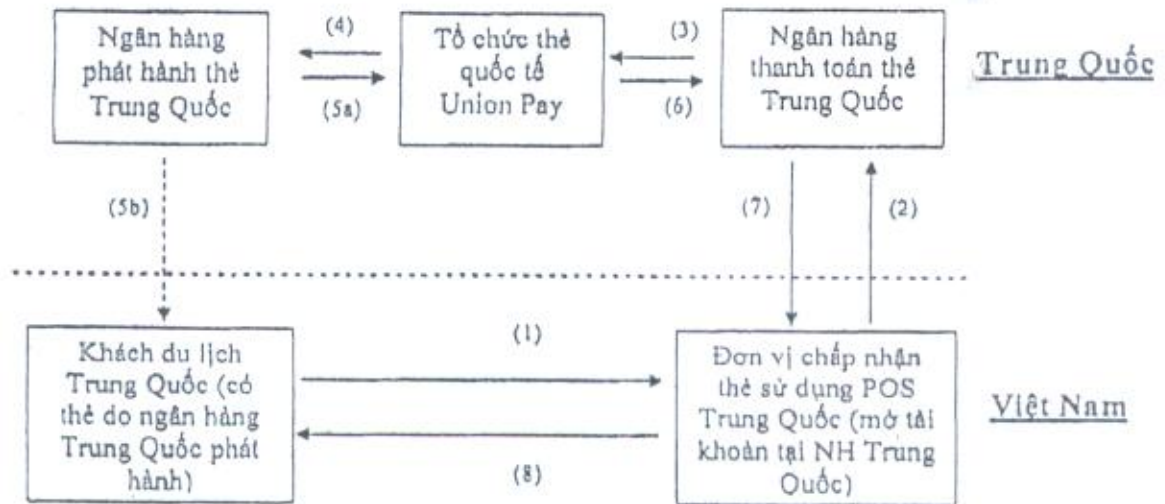 Ngân hàng
phát hành thẻ
Trung Quốc
(4)
(5a)
Tổ chức thẻ
quốc tế
Union Pay
(3)
(6)
Ngân hàng
thanh toán thẻ
Trung Quốc
Trung Quốc
(5b)
(7)
(2)
Khách du lịch
Trung Quốc (có
thẻ do ngân hàng
Trung Quốc phát
hành)
(1)
(8)
Đơn vị chấp nhận
thẻ sử dụng POS
Trung Quốc (mở tài
khoản tại NH Trung
Quốc)
Việt Nam